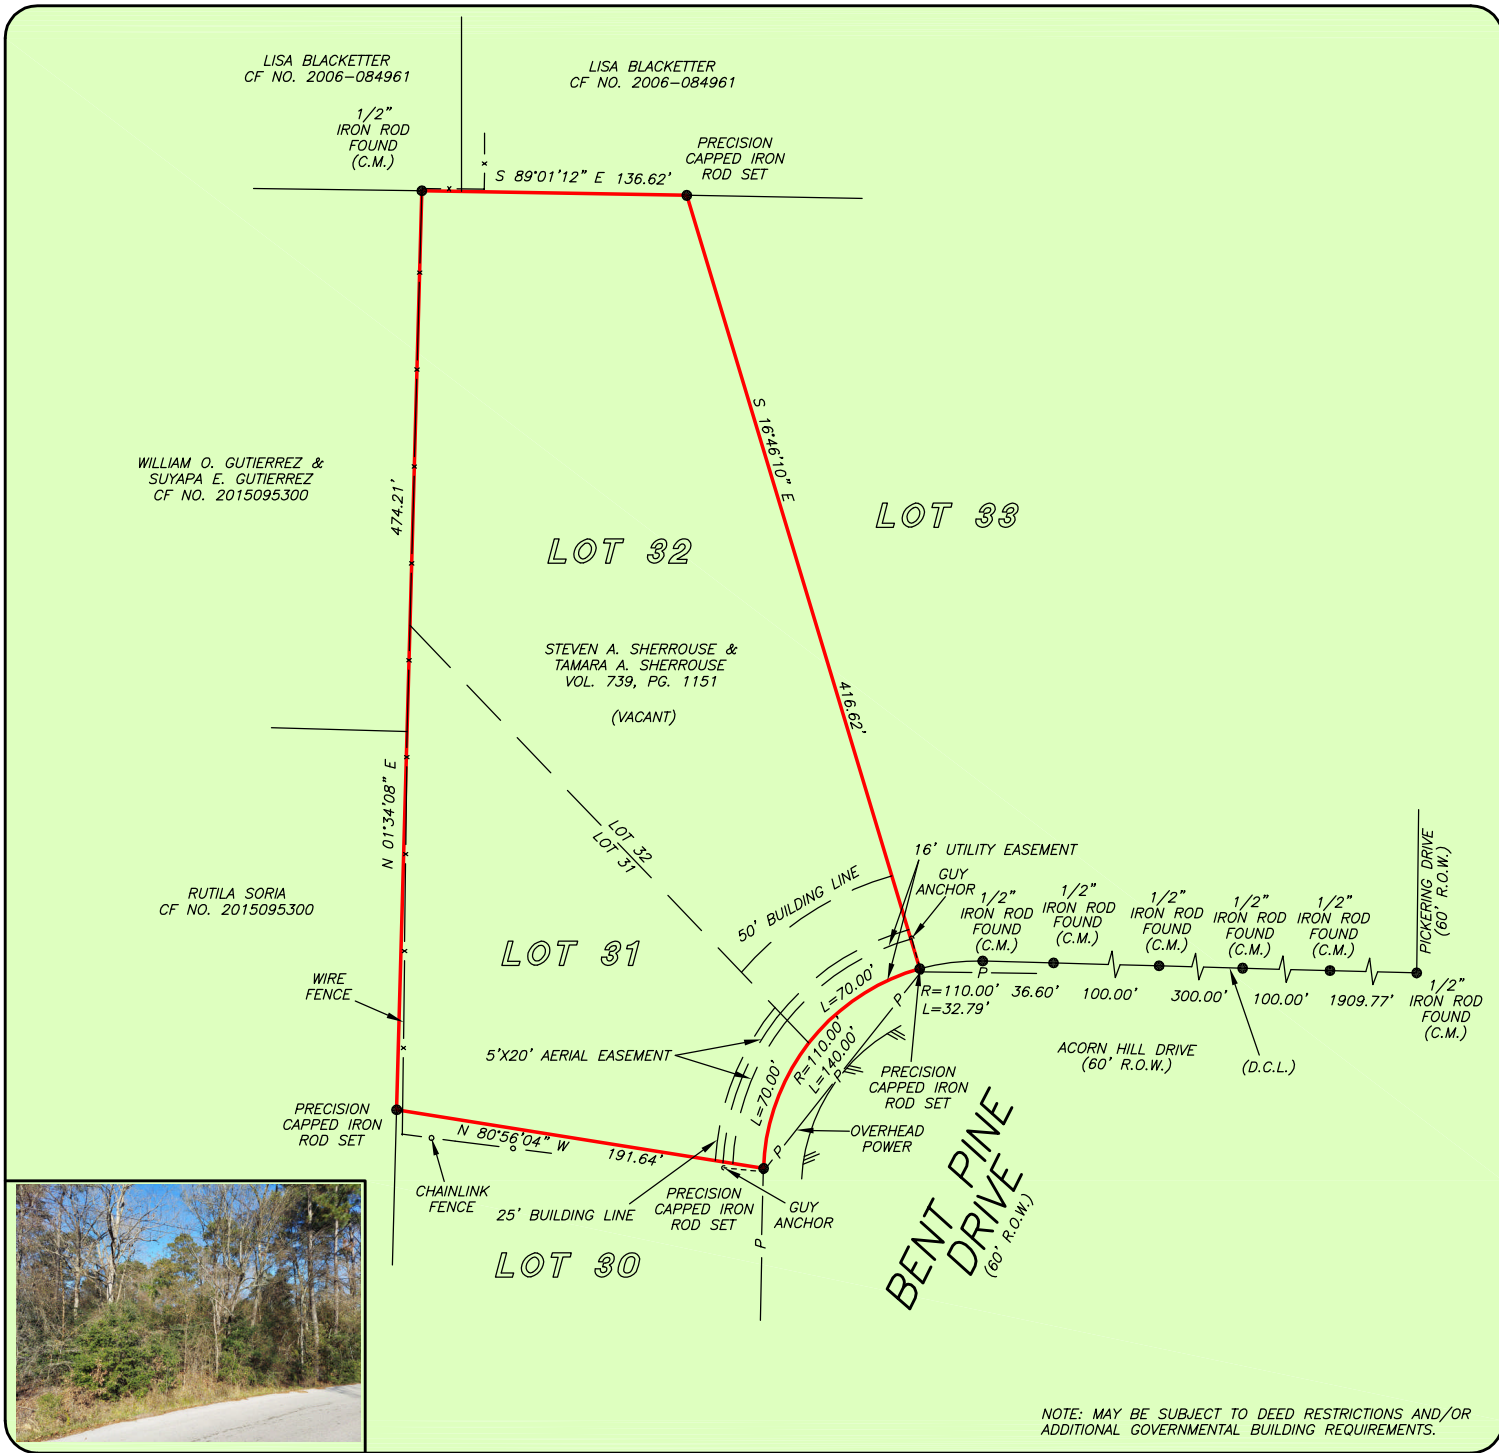 LISA BLACKETTER
CF NO. 2006-084961
LISA BLACKETTER
CF NO. 2006-084961
1/2"
IRON ROD
FOUND
(C.M.)
PRECISION
CAPPED IRON
ROD SET
S 89°01'12" E 136.62'
S 16°46'10" E
416.62'
WILLIAM O. GUTIERREZ &
SUYAPA E. GUTIERREZ
CF NO. 2015095300
474.21'
N 01°34'08" E
LOT 33
LOT 32
STEVEN A. SHERROUSE &
TAMARA A. SHERROUSE
VOL. 739, PG. 1151
(VACANT)
LOT 32
LOT 31
RUTILA SORIA
CF NO. 2015095300
LOT 31
50' BUILDING LINE
16' UTILITY EASEMENT
GUY
ANCHOR
1/2"
IRON ROD
FOUND
(C.M.)
1/2"
IRON ROD
FOUND
(C.M.)
1/2"
IRON ROD
FOUND
(C.M.)
1/2"
IRON ROD
FOUND
(C.M.)
1/2"
IRON ROD
FOUND
(C.M.)
PICKERING DRIVE
(60' R.O.W.)
1/2"
IRON ROD
FOUND
(C.M.)
WIRE
FENCE
L=70.00'
R=110.00'
L=140.00'
L=70.00'
P
P
P
P
P
R=110.00'
L=32.79'
36.60'
100.00'
300.00'
100.00'
1909.77'
5'X20' AERIAL EASEMENT
ACORN HILL DRIVE
(60' R.O.W.)
(D.C.L.)
PRECISION
CAPPED IRON
ROD SET
PRECISION
CAPPED IRON
ROD SET
N 80°56'04" W
191.64'
OVERHEAD
POWER
CHAINLINK
FENCE
25' BUILDING LINE
PRECISION
CAPPED IRON
ROD SET
GUY
ANCHOR
LOT 30
BENT PINE
DRIVE
(60' R.O.W.)
NOTE: MAY BE SUBJECT TO DEED RESTRICTIONS AND/OR
ADDITIONAL GOVERNMENTAL BUILDING REQUIREMENTS.